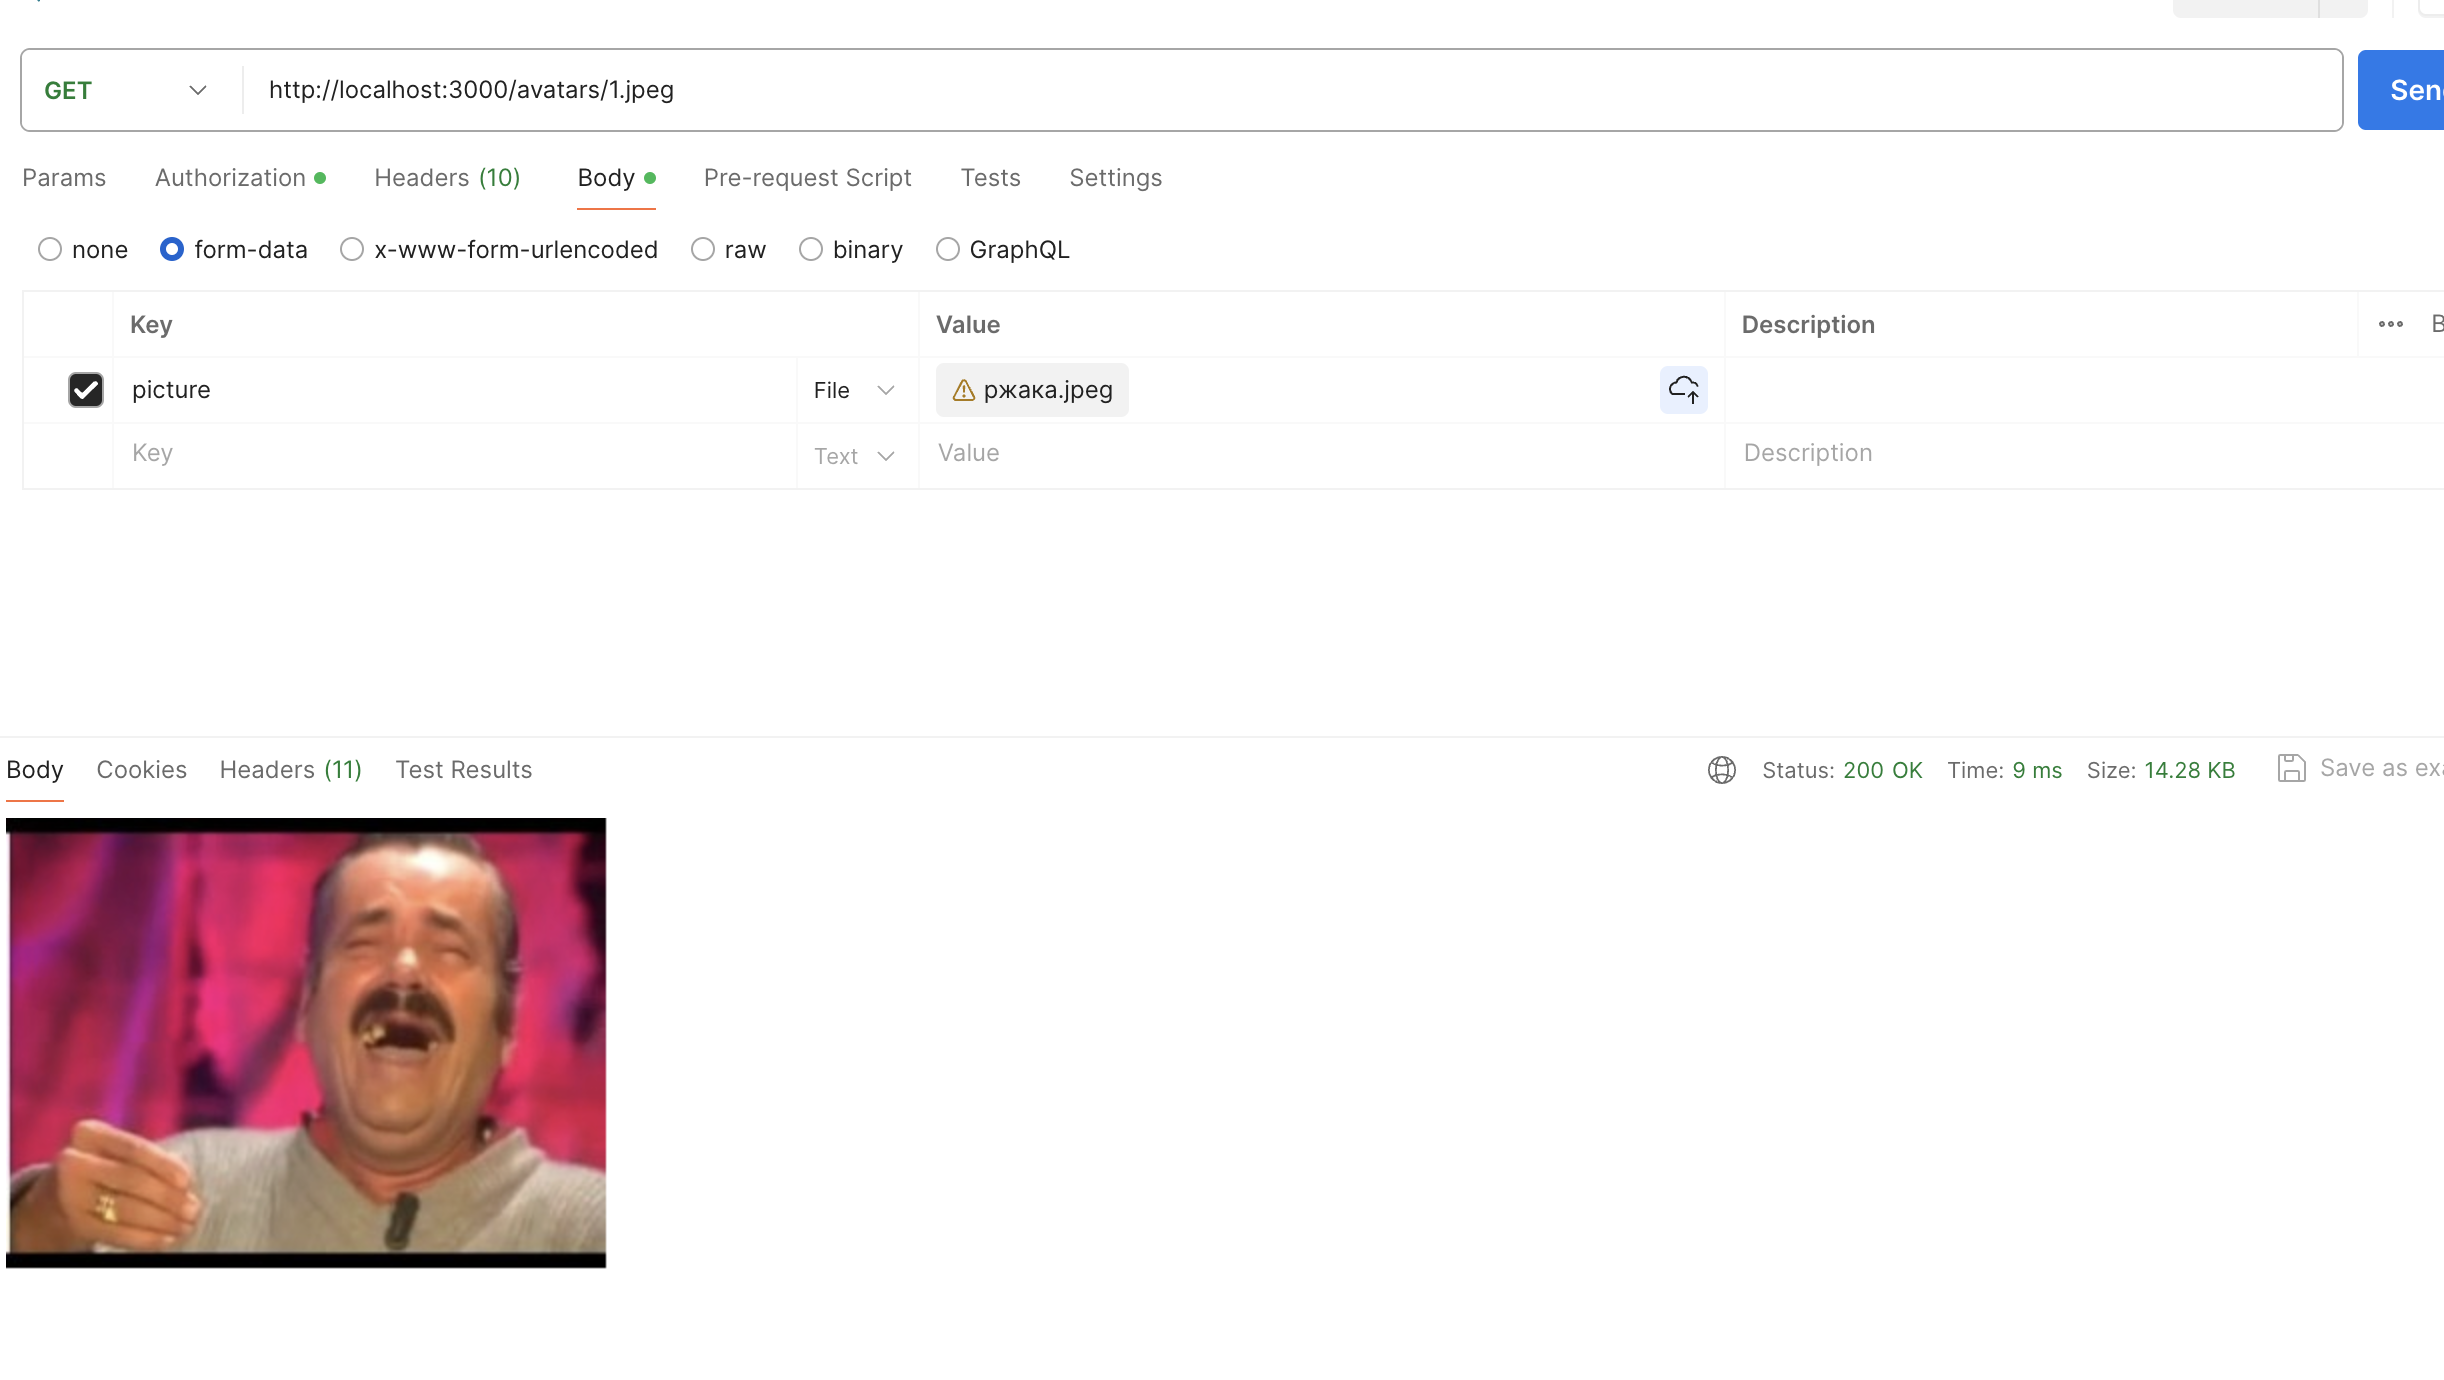 GET http://localhost:3000/avatars/1.jpeg
Params Authorization Headers (10) Body Pre-request Script Tests Settings
none form-data x-www-form-urlencoded raw binary GraphQL
Key Value Description
picture File ржака.jpeg
Key Text Value Description
Body Cookies Headers (11) Test Results Status: 200 OK Time: 9 ms Size: 14.28 KB Save as